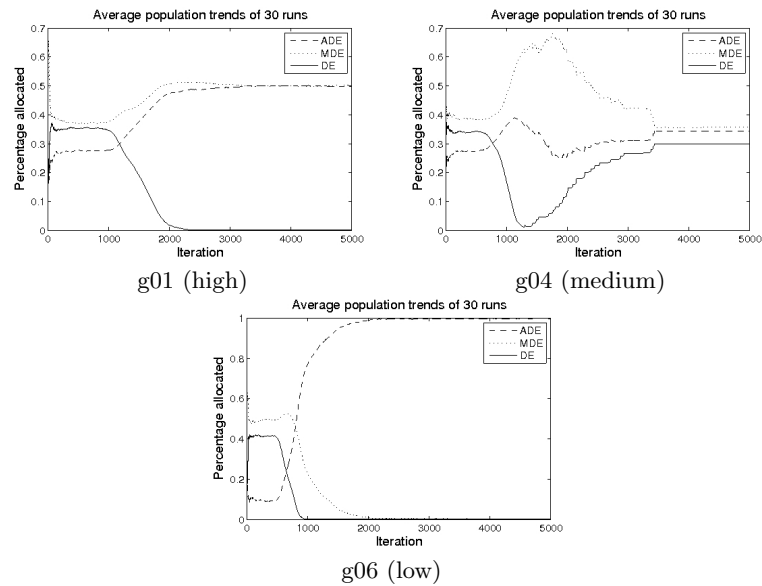 Average population trends of 30 runs
Percentage allocated
0.7
0.6
0.5
0.4
0.3
0.2
0.1
0
ADE
MDE
DE
0 1000 2000 3000 4000 5000
Iteration
g01 (high)
Average population trends of 30 runs
Percentage allocated
0.7
0.6
0.5
0.4
0.3
0.2
0.1
0
ADE
MDE
DE
0 1000 2000 3000 4000 5000
Iteration
g04 (medium)
Average population trends of 30 runs
Percentage allocated
1
0.8
0.6
0.4
0.2
0
ADE
MDE
DE
0 1000 2000 3000 4000 5000
Iteration
g06 (low)